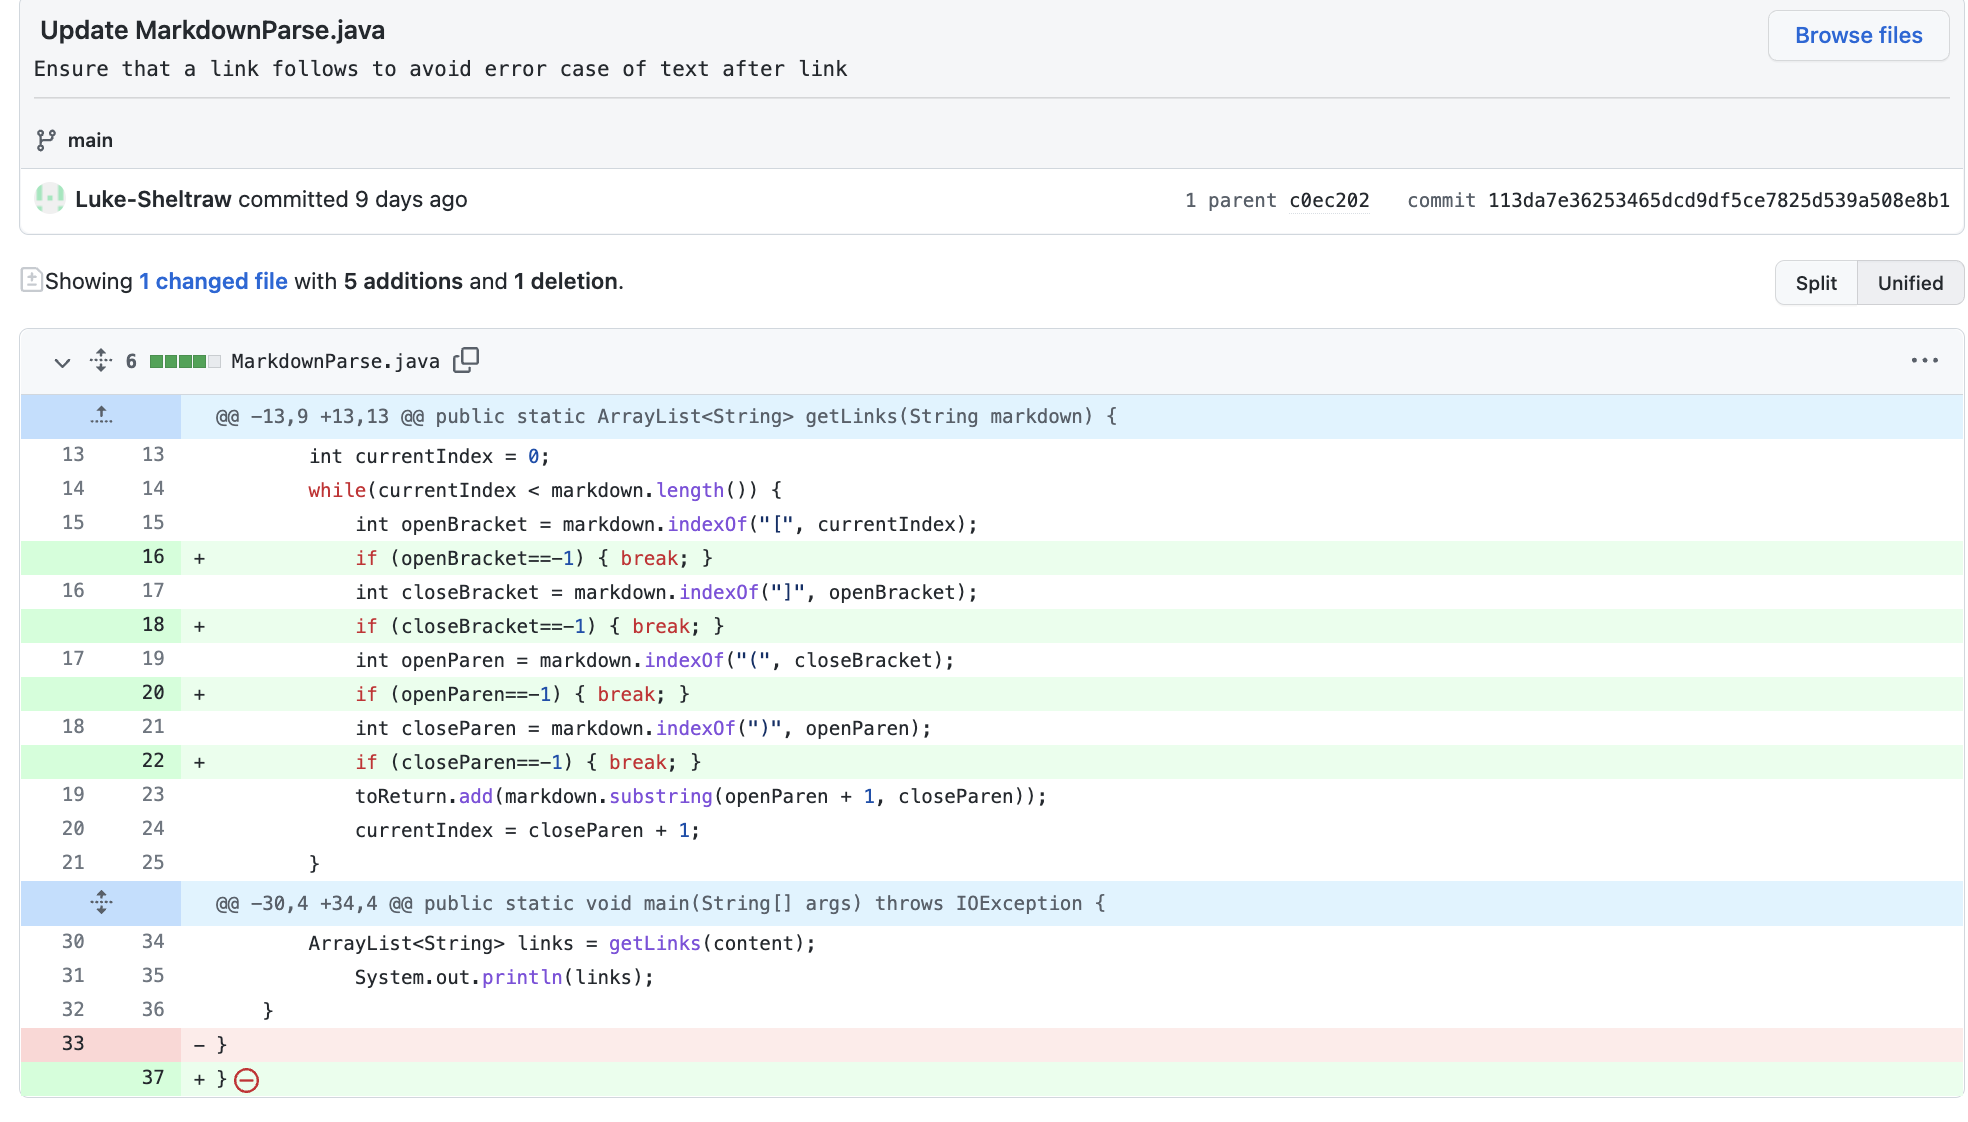 Update MarkdownParse.java
Browse files
Ensure that a link follows to avoid error case of text after link
main
Luke-Sheltraw committed 9 days ago
1 parent c0ec202 commit 113da7e36253465dcd9df5ce7825d539a508e8b1
Showing 1 changed file with 5 additions and 1 deletion.
Split Unified
6 MarkdownParse.java
@@ -13,9 +13,13 @@ public static ArrayList<String> getLinks(String markdown) {
13 13 int currentIndex = 0;
14 14 while(currentIndex < markdown.length()) {
15 15 int openBracket = markdown.indexOf("[", currentIndex);
16 + if (openBracket==-1) { break; }
16 17 int closeBracket = markdown.indexOf("]", openBracket);
18 + if (closeBracket==-1) { break; }
17 19 int openParen = markdown.indexOf("(", closeBracket);
20 + if (openParen==-1) { break; }
18 21 int closeParen = markdown.indexOf(")", openParen);
22 + if (closeParen==-1) { break; }
19 23 toReturn.add(markdown.substring(openParen + 1, closeParen));
20 24 currentIndex = closeParen + 1;
21 25 }
@@ -30,4 +34,4 @@ public static void main(String[] args) throws IOException {
30 34 ArrayList<String> links = getLinks(content);
31 35 System.out.println(links);
32 36 }
33 - }
37 + }